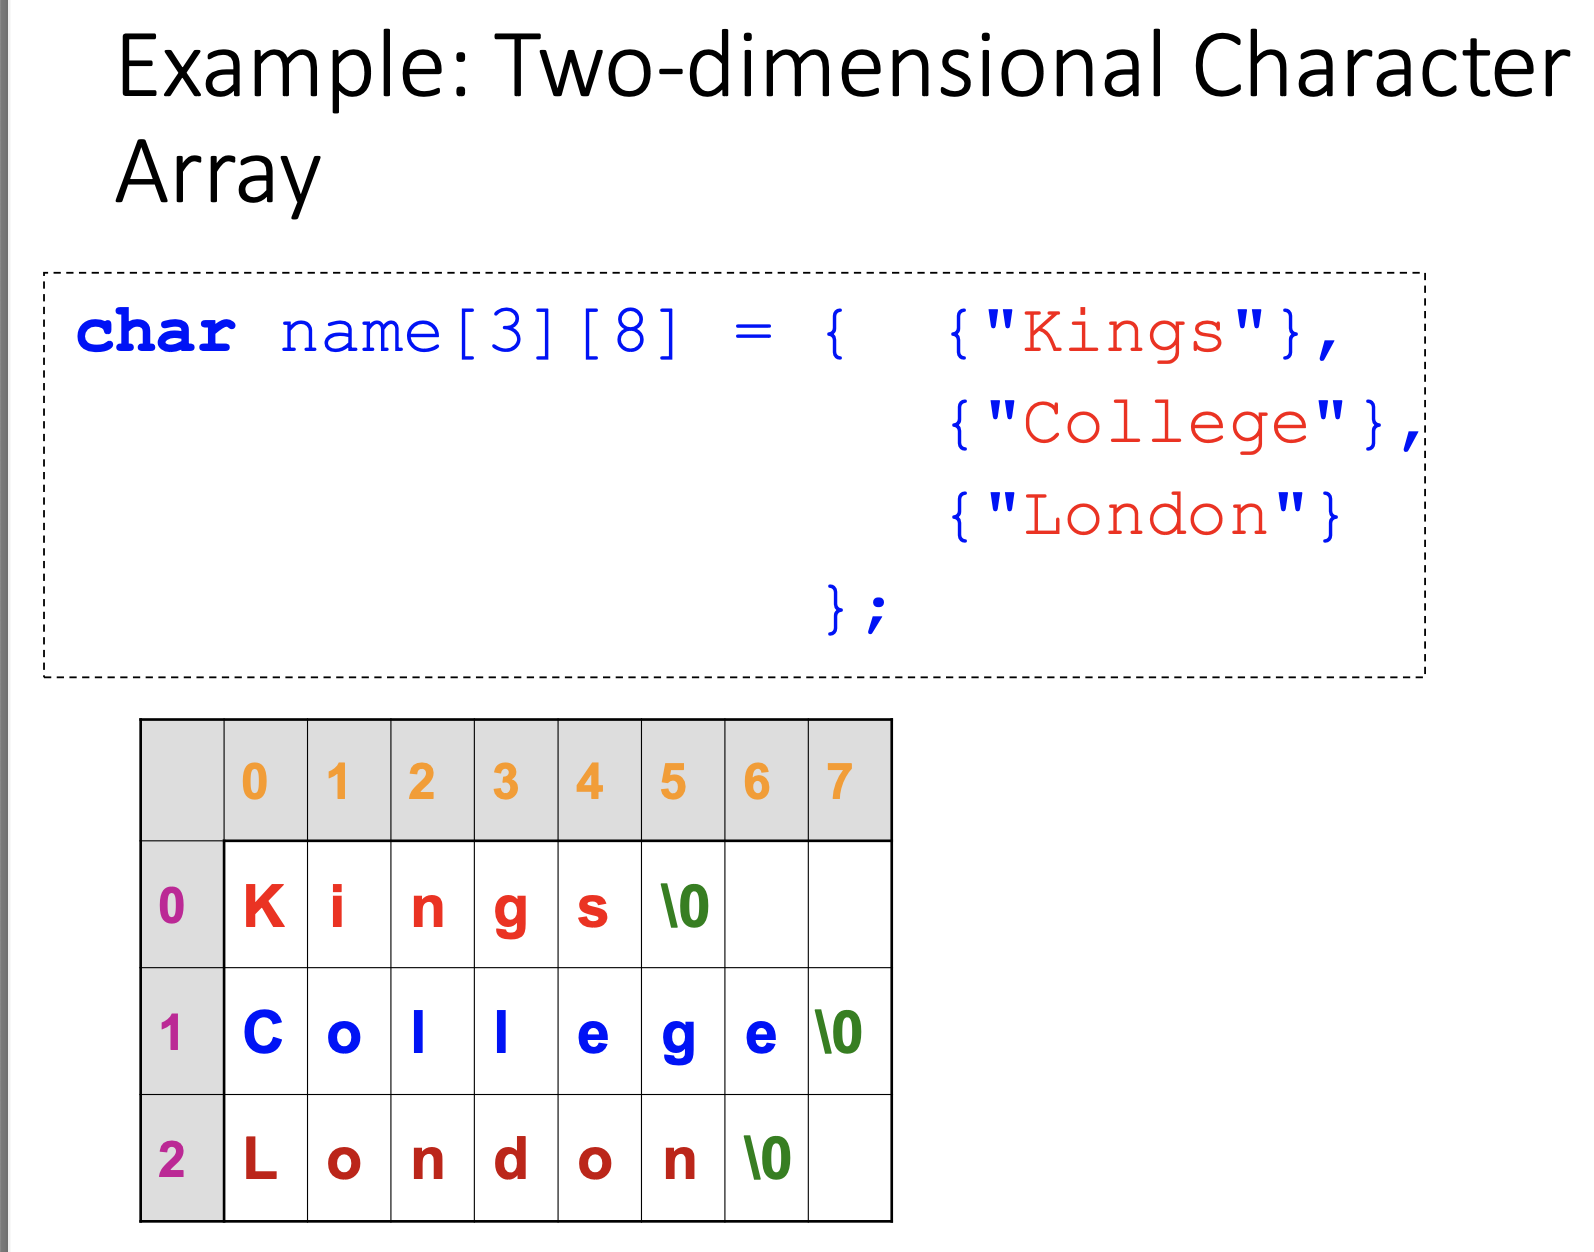 Example: Two-dimensional Character
Array
char name[3][8] = { {"Kings"},
{"College"},
{"London"}
};
0 1 2 3 4 5 6 7
0 K i n g s \0
1 C o l l e g e \0
2 L o n d o n \0